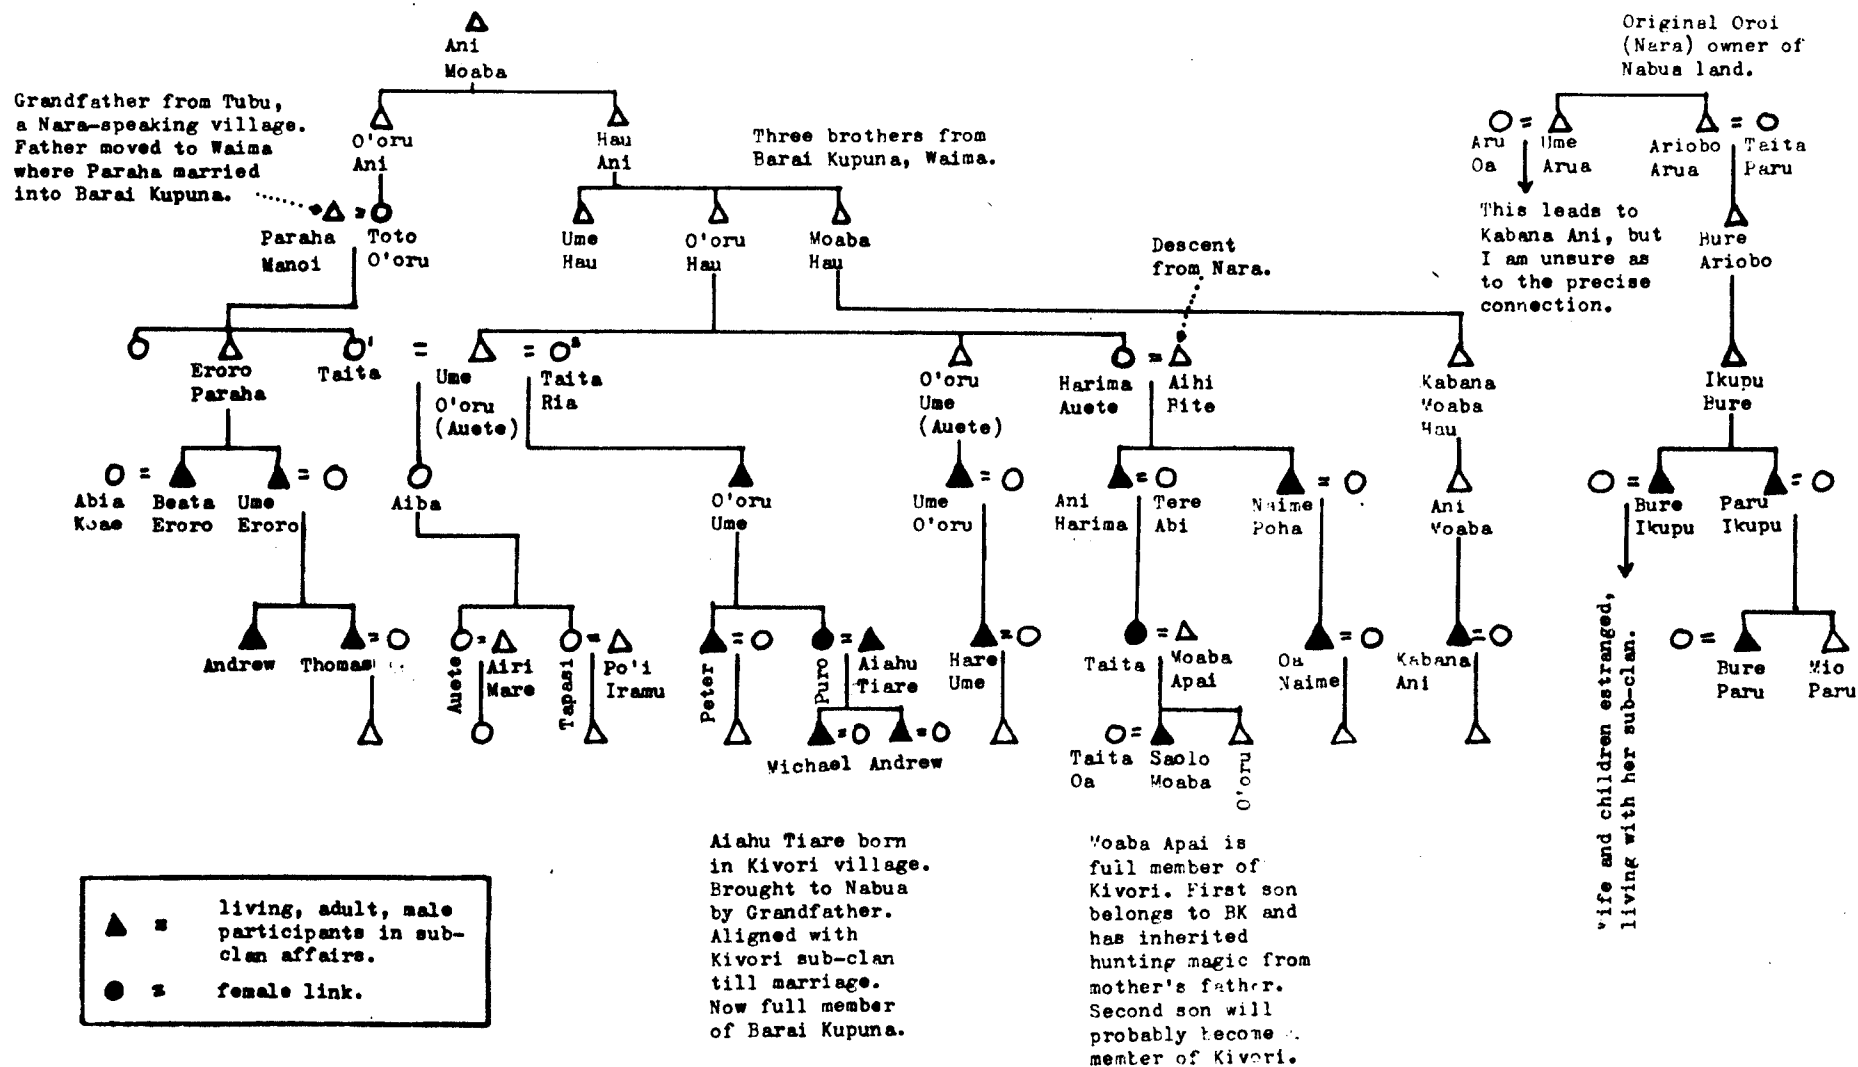 Ani
Moaba
Original Oroi
(Nara) owner of
Nabua land.
Grandfather from Tubu,
a Nara-speaking village.
Father moved to Waima
where Paraha married
into Barai Kupuna.
O'oru
Ani
Hau
Ani
Three brothers from
Barai Kupuna, Waima.
Aru
Oa
=
Ume
Arua
Ariobo
Arua
=
Taita
Paru
Paraha
Manoi
=
Toto
O'oru
Ume
Hau
O'oru
Hau
Moaba
Hau
Descent
from Nara.
This leads to
Kabana Ani, but
I am unsure as
to the precise
connection.
Bure
Ariobo
Eroro
Paraha
1
Taita
=
Ume
O'oru
(Auete)
=
2
Taita
Ria
O'oru
Ume
(Auete)
Harima
Auete
=
Aihi
Bite
Kabana
Moaba
Hau
Ikupu
Bure
Abia
Koae
=
Beata
Eroro
Ume
Eroro
=
Aiba
O'oru
Ume
Ume
O'oru
=
Ani
Harima
=
Tere
Abi
Naime
Poha
=
Ani
Moaba
=
Bure
Ikupu
Paru
Ikupu
=
Andrew
Thomas
=
Auete
=
Airi
Mare
Tapasi
=
Po'i
Iramu
Peter
=
Puro
=
Aiahu
Tiare
Hare
Ume
=
Taita
=
Moaba
Apai
Oa
Naime
=
Kabana
Ani
=
=
Bure
Paru
Mio
Paru
=
Michael
=
Andrew
Taita
Oa
=
Saolo
Moaba
O'oru
Wife and children estranged,
living with her sub-clan.
Aiahu Tiare born
in Kivori village.
Brought to Nabua
by Grandfather.
Aligned with
Kivori sub-clan
till marriage.
Now full member
of Barai Kupuna.
Moaba Apai is
full member of
Kivori. First son
belongs to BK and
has inherited
hunting magic from
mother's father.
Second son will
probably become
member of Kivori.
= living, adult, male
participants in sub-
clan affairs.
= female link.